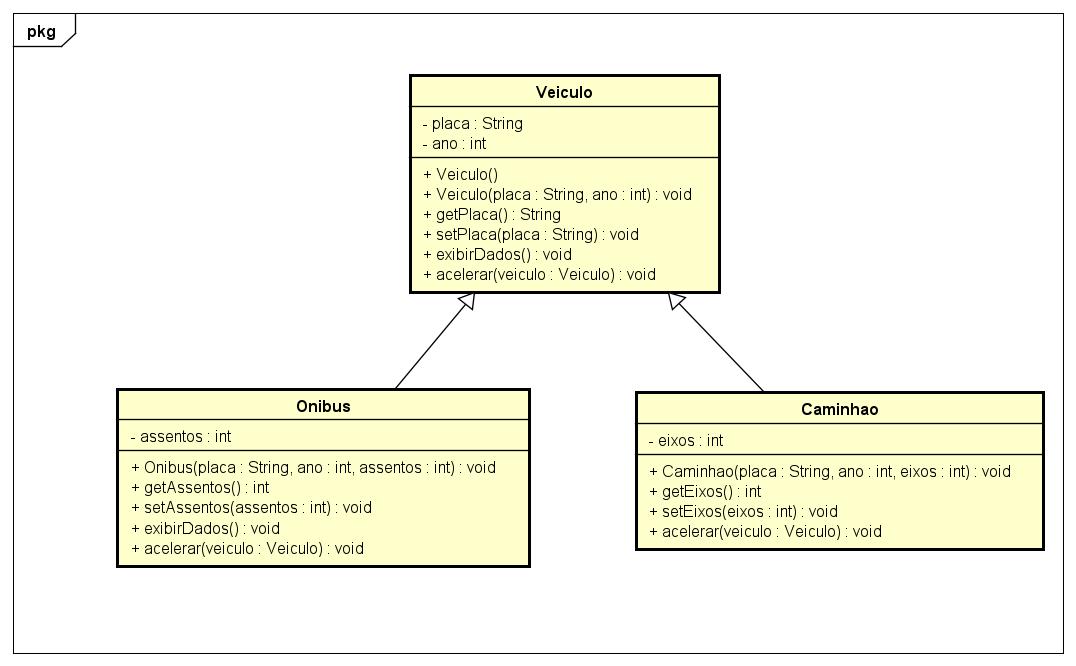 pkg
Veiculo
- placa : String
- ano : int
+ Veiculo()
+ Veiculo(placa : String, ano : int) : void
+ getPlaca() : String
+ setPlaca(placa : String) : void
+ exibirDados() : void
+ acelerar(veiculo : Veiculo) : void
Onibus
- assentos : int
+ Onibus(placa : String, ano : int, assentos : int) : void
+ getAssentos() : int
+ setAssentos(assentos : int) : void
+ exibirDados() : void
+ acelerar(veiculo : Veiculo) : void
Caminhao
- eixos : int
+ Caminhao(placa : String, ano : int, eixos : int) : void
+ getEixos() : int
+ setEixos(eixos : int) : void
+ acelerar(veiculo : Veiculo) : void